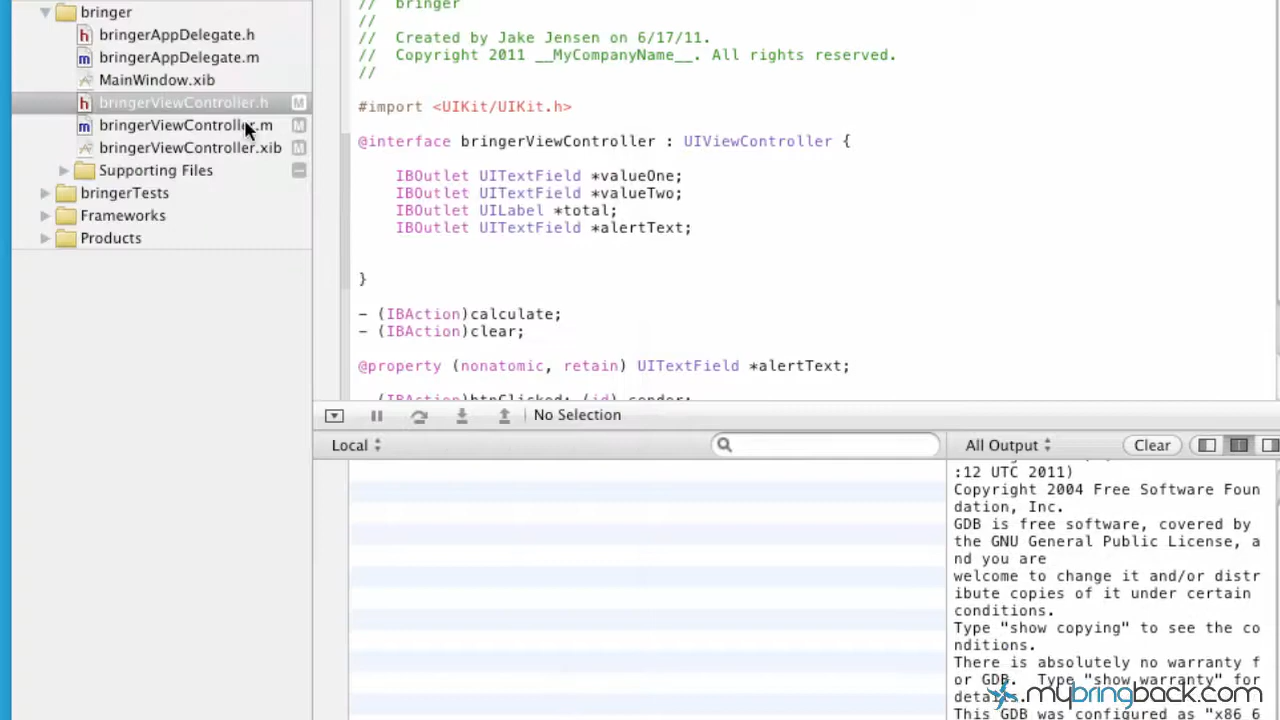 bringer
bringerAppDelegate.h
bringerAppDelegate.m
MainWindow.xib
bringerViewController.h M
bringerViewController.m M
bringerViewController.xib M
Supporting Files
bringerTests
Frameworks
Products
//  bringer
//
//  Created by Jake Jensen on 6/17/11.
//  Copyright 2011 __MyCompanyName__. All rights reserved.
//
#import <UIKit/UIKit.h>
@interface bringerViewController : UIViewController {
IBOutlet UITextField *valueOne;
IBOutlet UITextField *valueTwo;
IBOutlet UILabel *total;
IBOutlet UITextField *alertText;
}
- (IBAction)calculate;
- (IBAction)clear;
@property (nonatomic, retain) UITextField *alertText;
- (IBAction)btnClicked: (id) sender;
No Selection
Local
All Output
Clear
:12 UTC 2011)
Copyright 2004 Free Software Foun
dation, Inc.
GDB is free software, covered by
the GNU General Public License, a
nd you are
welcome to change it and/or distr
ibute copies of it under certain
conditions.
Type "show copying" to see the co
nditions.
There is absolutely no warranty f
or GDB.  Type "show warranty" for
details.
This GDB was configured as "x86_6
.mybringback.com